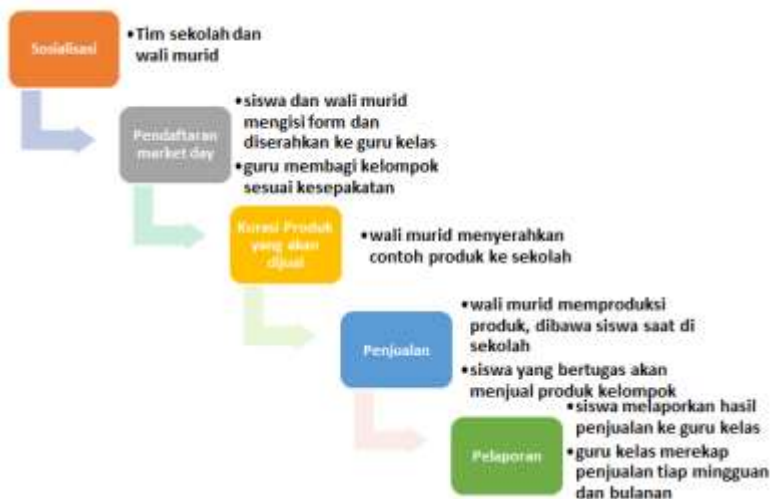 Sosialisasi
•Tim sekolah dan
wali murid
Pendaftaran
market day
•siswa dan wali murid
mengisi form dan
diserahkan ke guru kelas
•guru membagi kelompok
sesuai kesepakatan
Kurasi Produk
yang akan
dijual
•wali murid menyerahkan
contoh produk ke sekolah
Penjualan
•wali murid memproduksi
produk, dibawa siswa saat di
sekolah
•siswa yang bertugas akan
menjual produk kelompok
Pelaporan
•siswa melaporkan hasil
penjualan ke guru kelas
•guru kelas merekap
penjualan tiap mingguan
dan bulanan